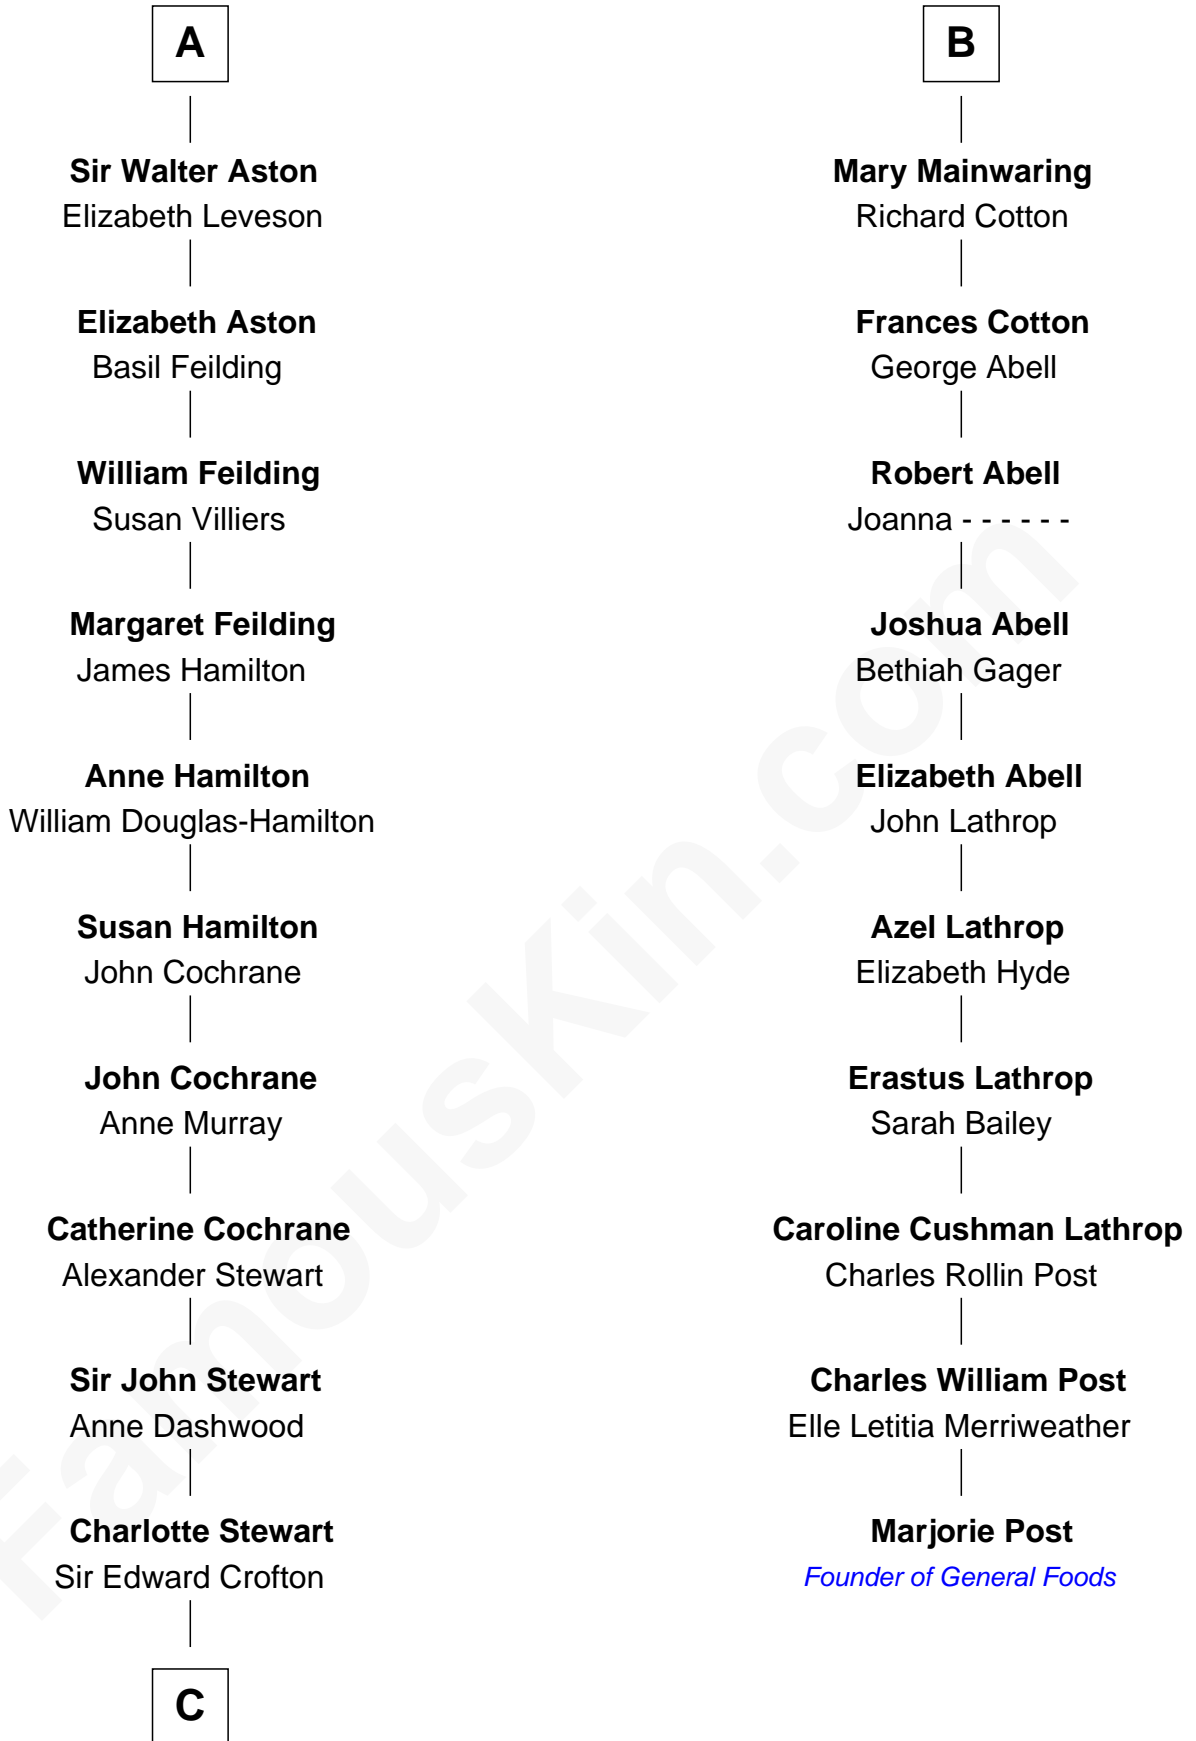 A
Sir Walter Aston
Elizabeth Leveson
Elizabeth Aston
Basil Feilding
William Feilding
Susan Villiers
Margaret Feilding
James Hamilton
Anne Hamilton
William Douglas-Hamilton
Susan Hamilton
John Cochrane
John Cochrane
Anne Murray
Catherine Cochrane
Alexander Stewart
Sir John Stewart
Anne Dashwood
Charlotte Stewart
Sir Edward Crofton
C
B
Mary Mainwaring
Richard Cotton
Frances Cotton
George Abell
Robert Abell
Joanna - - - - - -
Joshua Abell
Bethiah Gager
Elizabeth Abell
John Lathrop
Azel Lathrop
Elizabeth Hyde
Erastus Lathrop
Sarah Bailey
Caroline Cushman Lathrop
Charles Rollin Post
Charles William Post
Elle Letitia Merriweather
Marjorie Post
Founder of General Foods
FamousKin.com